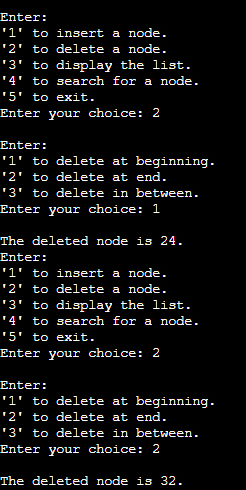 Enter:
'1' to insert a node.
'2' to delete a node.
'3' to display the list.
'4' to search for a node.
'5' to exit.
Enter your choice: 2
Enter:
'1' to delete at beginning.
'2' to delete at end.
'3' to delete in between.
Enter your choice: 1
The deleted node is 24.
Enter:
'1' to insert a node.
'2' to delete a node.
'3' to display the list.
'4' to search for a node.
'5' to exit.
Enter your choice: 2
Enter:
'1' to delete at beginning.
'2' to delete at end.
'3' to delete in between.
Enter your choice: 2
The deleted node is 32.